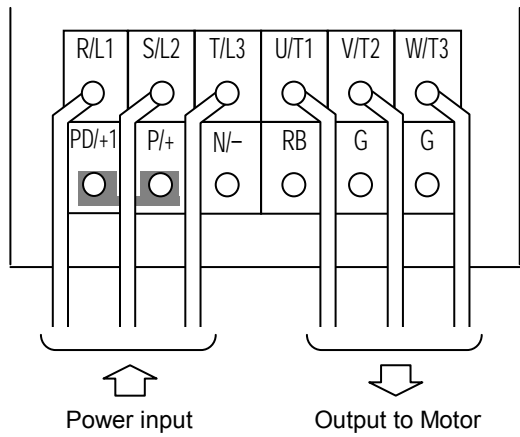 R/L1 S/L2 T/L3 U/T1 V/T2 W/T3
PD/+1 P/+ N/− RB G G
Power input Output to Motor